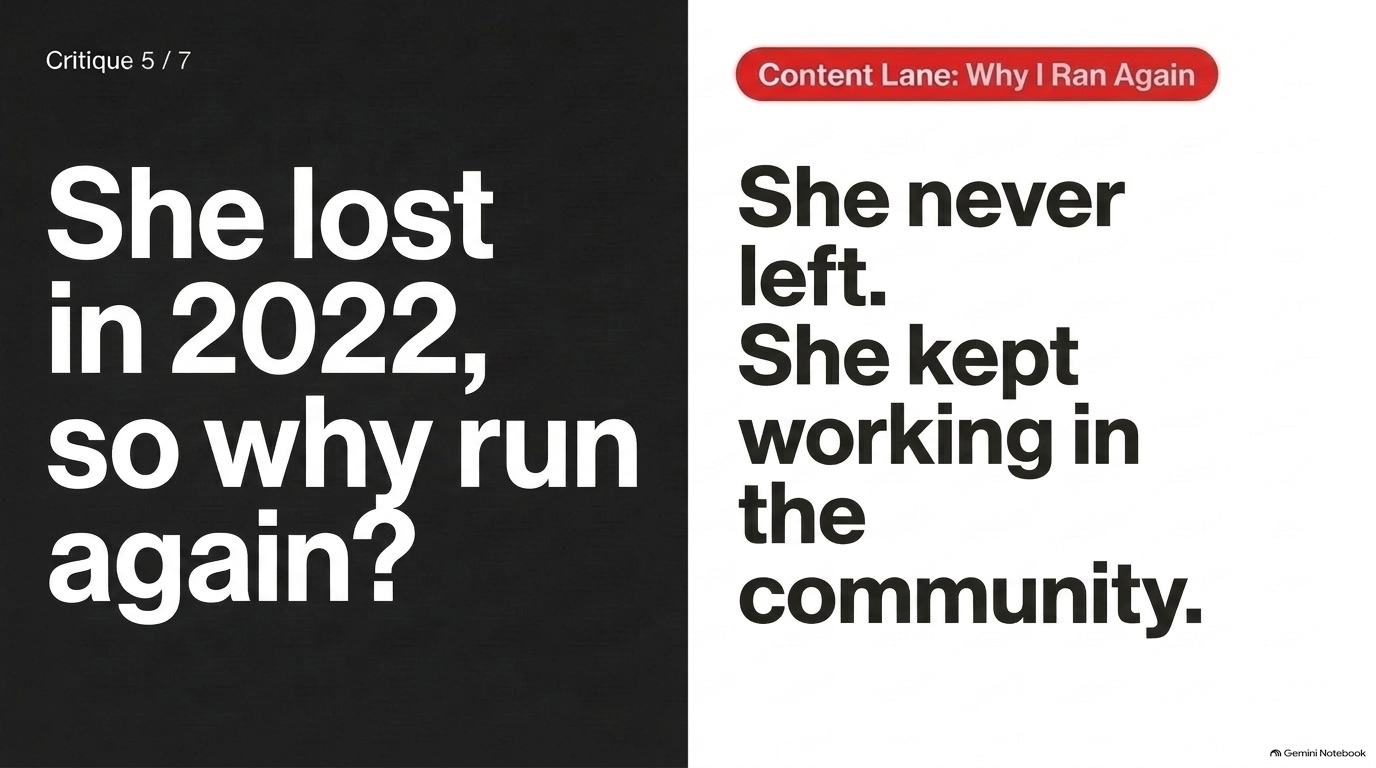 Critique 5 / 7
She lost
in 2022,
so why run
again?
Content Lane: Why I Ran Again
She never
left.
She kept
working in
the
community.
Gemini Notebook